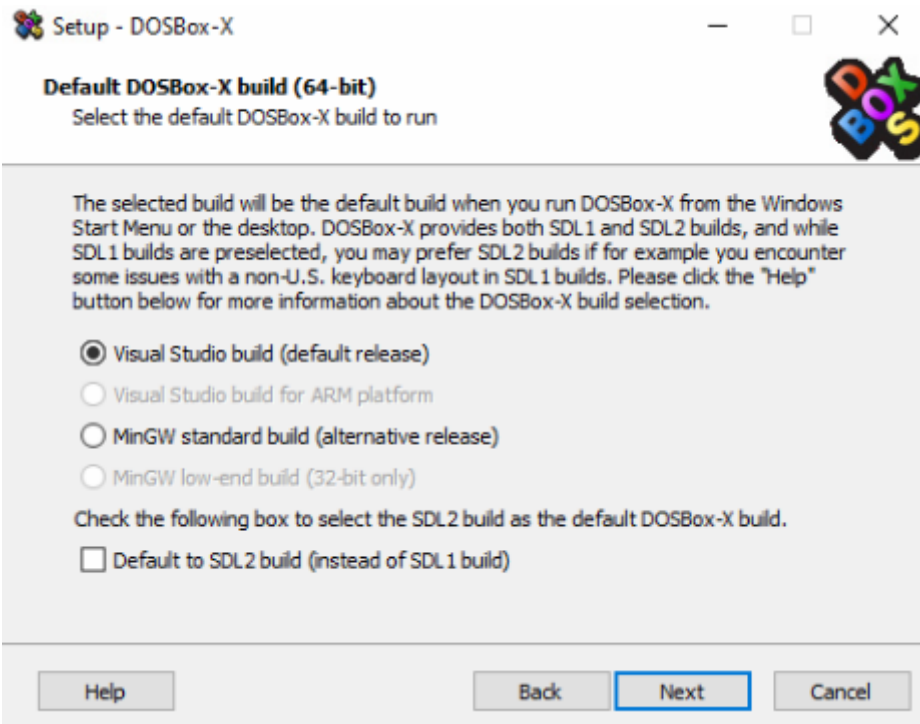 Setup - DOSBox-X
Default DOSBox-X build (64-bit)
Select the default DOSBox-X build to run
D
BOX
S
The selected build will be the default build when you run DOSBox-X from the Windows
Start Menu or the desktop. DOSBox-X provides both SDL1 and SDL2 builds, and while
SDL1 builds are preselected, you may prefer SDL2 builds if for example you encounter
some issues with a non-U.S. keyboard layout in SDL1 builds. Please click the "Help"
button below for more information about the DOSBox-X build selection.
Visual Studio build (default release)
Visual Studio build for ARM platform
MinGW standard build (alternative release)
MinGW low-end build (32-bit only)
Check the following box to select the SDL2 build as the default DOSBox-X build.
Default to SDL2 build (instead of SDL1 build)
Help Back Next Cancel